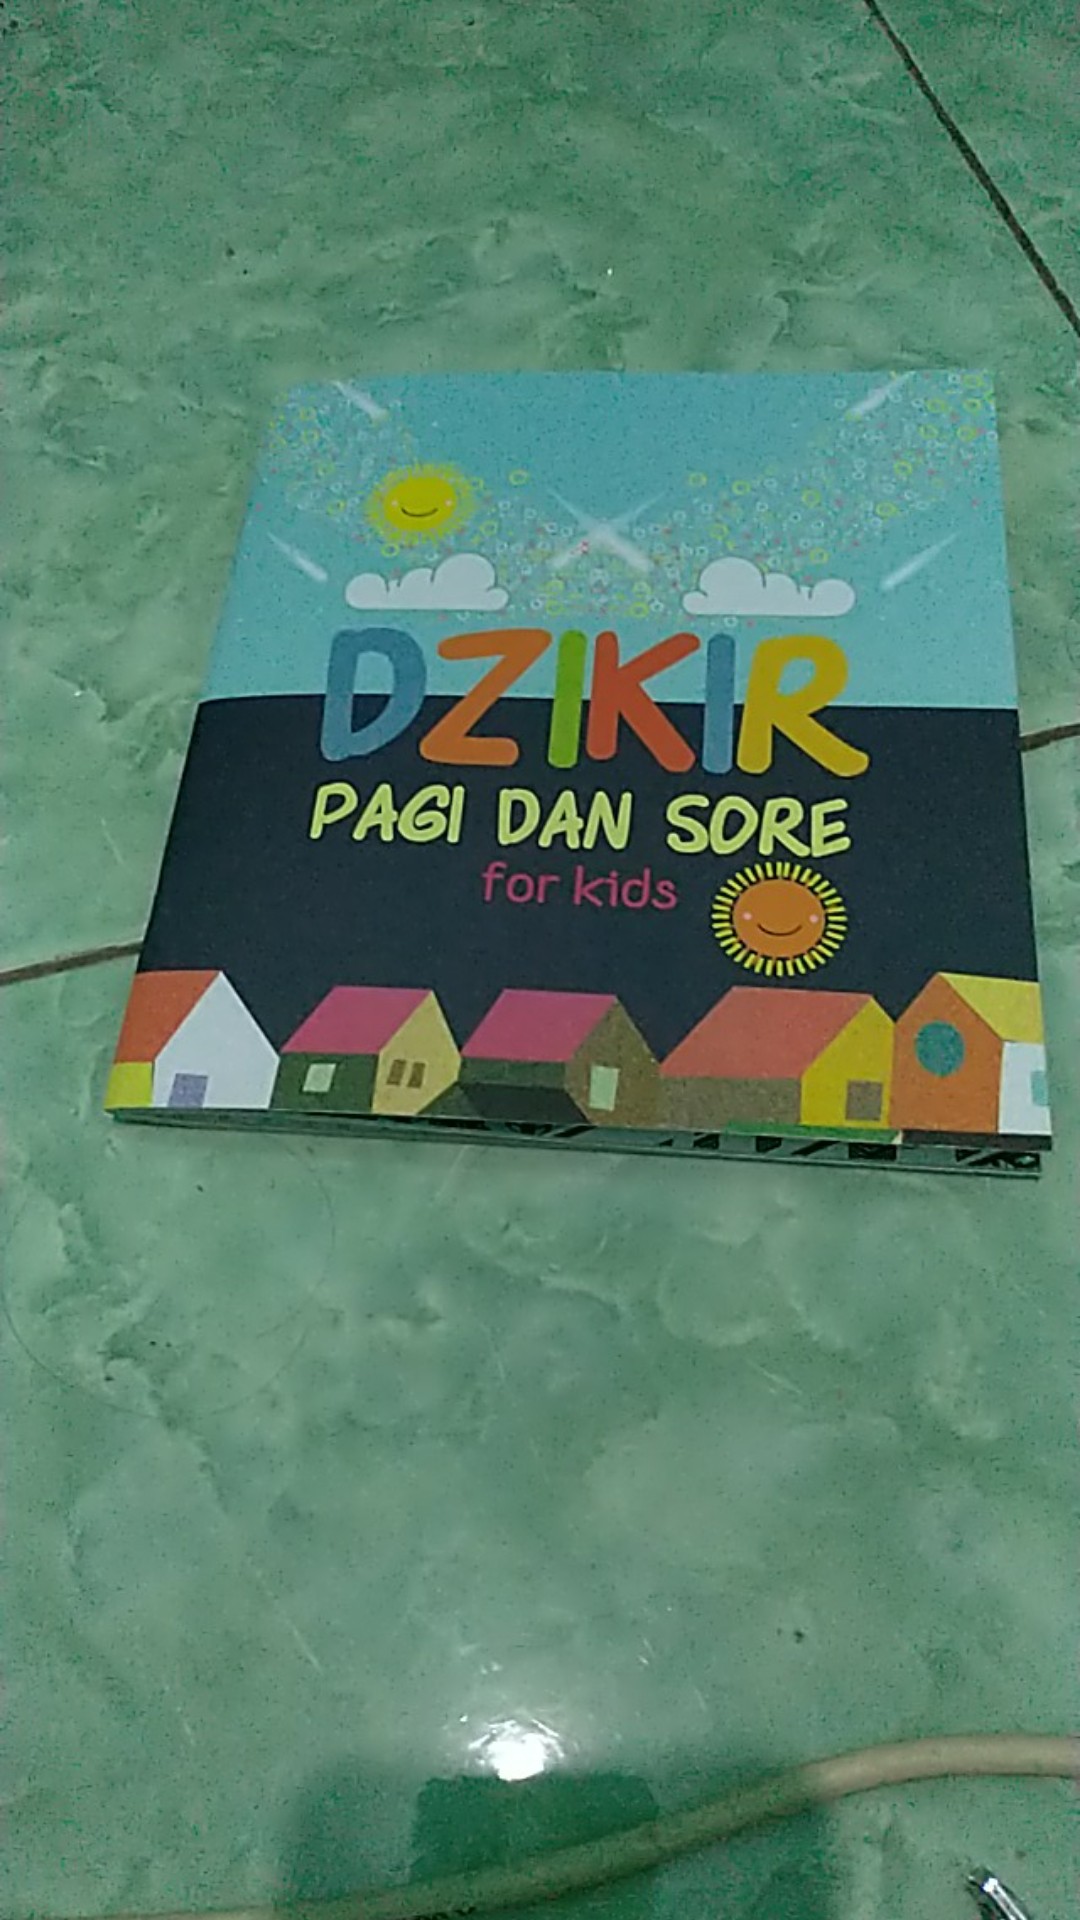 DZIKIR
PAGI DAN SORE
for kids